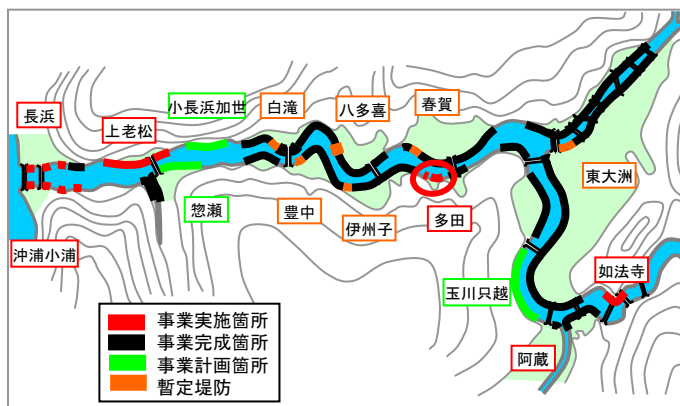 長浜
上老松
小長浜加世
白滝
八多喜
春賀
東大洲
惣瀬
豊中
伊州子
多田
沖浦小浦
玉川只越
如法寺
阿蔵
事業実施箇所
事業完成箇所
事業計画箇所
暫定堤防